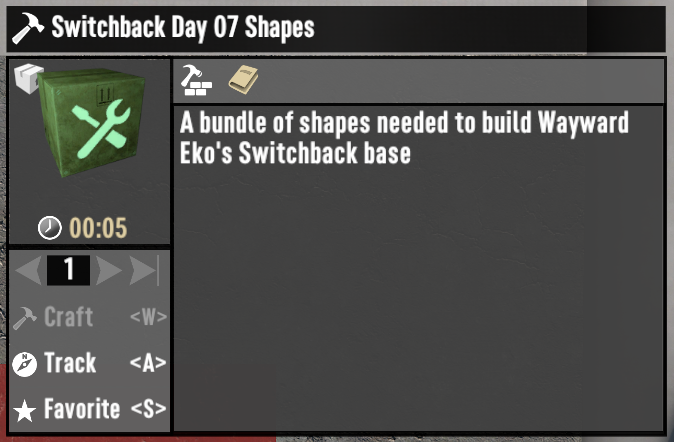 Switchback Day 07 Shapes
A bundle of shapes needed to build Wayward
Eko's Switchback base
00:05
1
Craft <W>
Track <A>
Favorite <S>